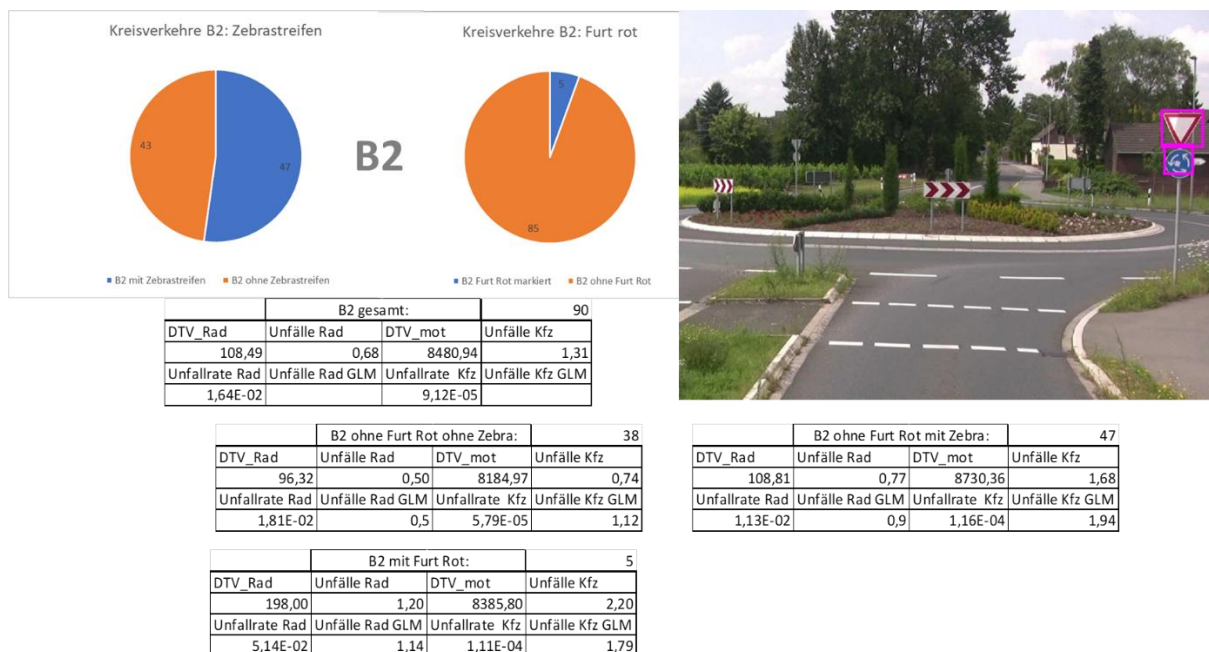 Kreisverkehre B2: Zebrastreifen
43
47
B2 mit Zebrastreifen B2 ohne Zebrastreifen
B2
Kreisverkehre B2: Furt rot
5
85
B2 Furt Rot markiert B2 ohne Furt Rot
B2 gesamt: 90
DTV_Rad Unfälle Rad DTV_mot Unfälle Kfz
108,49 0,68 8480,94 1,31
Unfallrate Rad Unfälle Rad GLM Unfallrate Kfz Unfälle Kfz GLM
1,64E-02 9,12E-05
B2 ohne Furt Rot ohne Zebra: 38
DTV_Rad Unfälle Rad DTV_mot Unfälle Kfz
96,32 0,50 8184,97 0,74
Unfallrate Rad Unfälle Rad GLM Unfallrate Kfz Unfälle Kfz GLM
1,81E-02 0,5 5,79E-05 1,12
B2 ohne Furt Rot mit Zebra: 47
DTV_Rad Unfälle Rad DTV_mot Unfälle Kfz
108,81 0,77 8730,36 1,68
Unfallrate Rad Unfälle Rad GLM Unfallrate Kfz Unfälle Kfz GLM
1,13E-02 0,9 1,16E-04 1,94
B2 mit Furt Rot: 5
DTV_Rad Unfälle Rad DTV_mot Unfälle Kfz
198,00 1,20 8385,80 2,20
Unfallrate Rad Unfälle Rad GLM Unfallrate Kfz Unfälle Kfz GLM
5,14E-02 1,14 1,11E-04 1,79